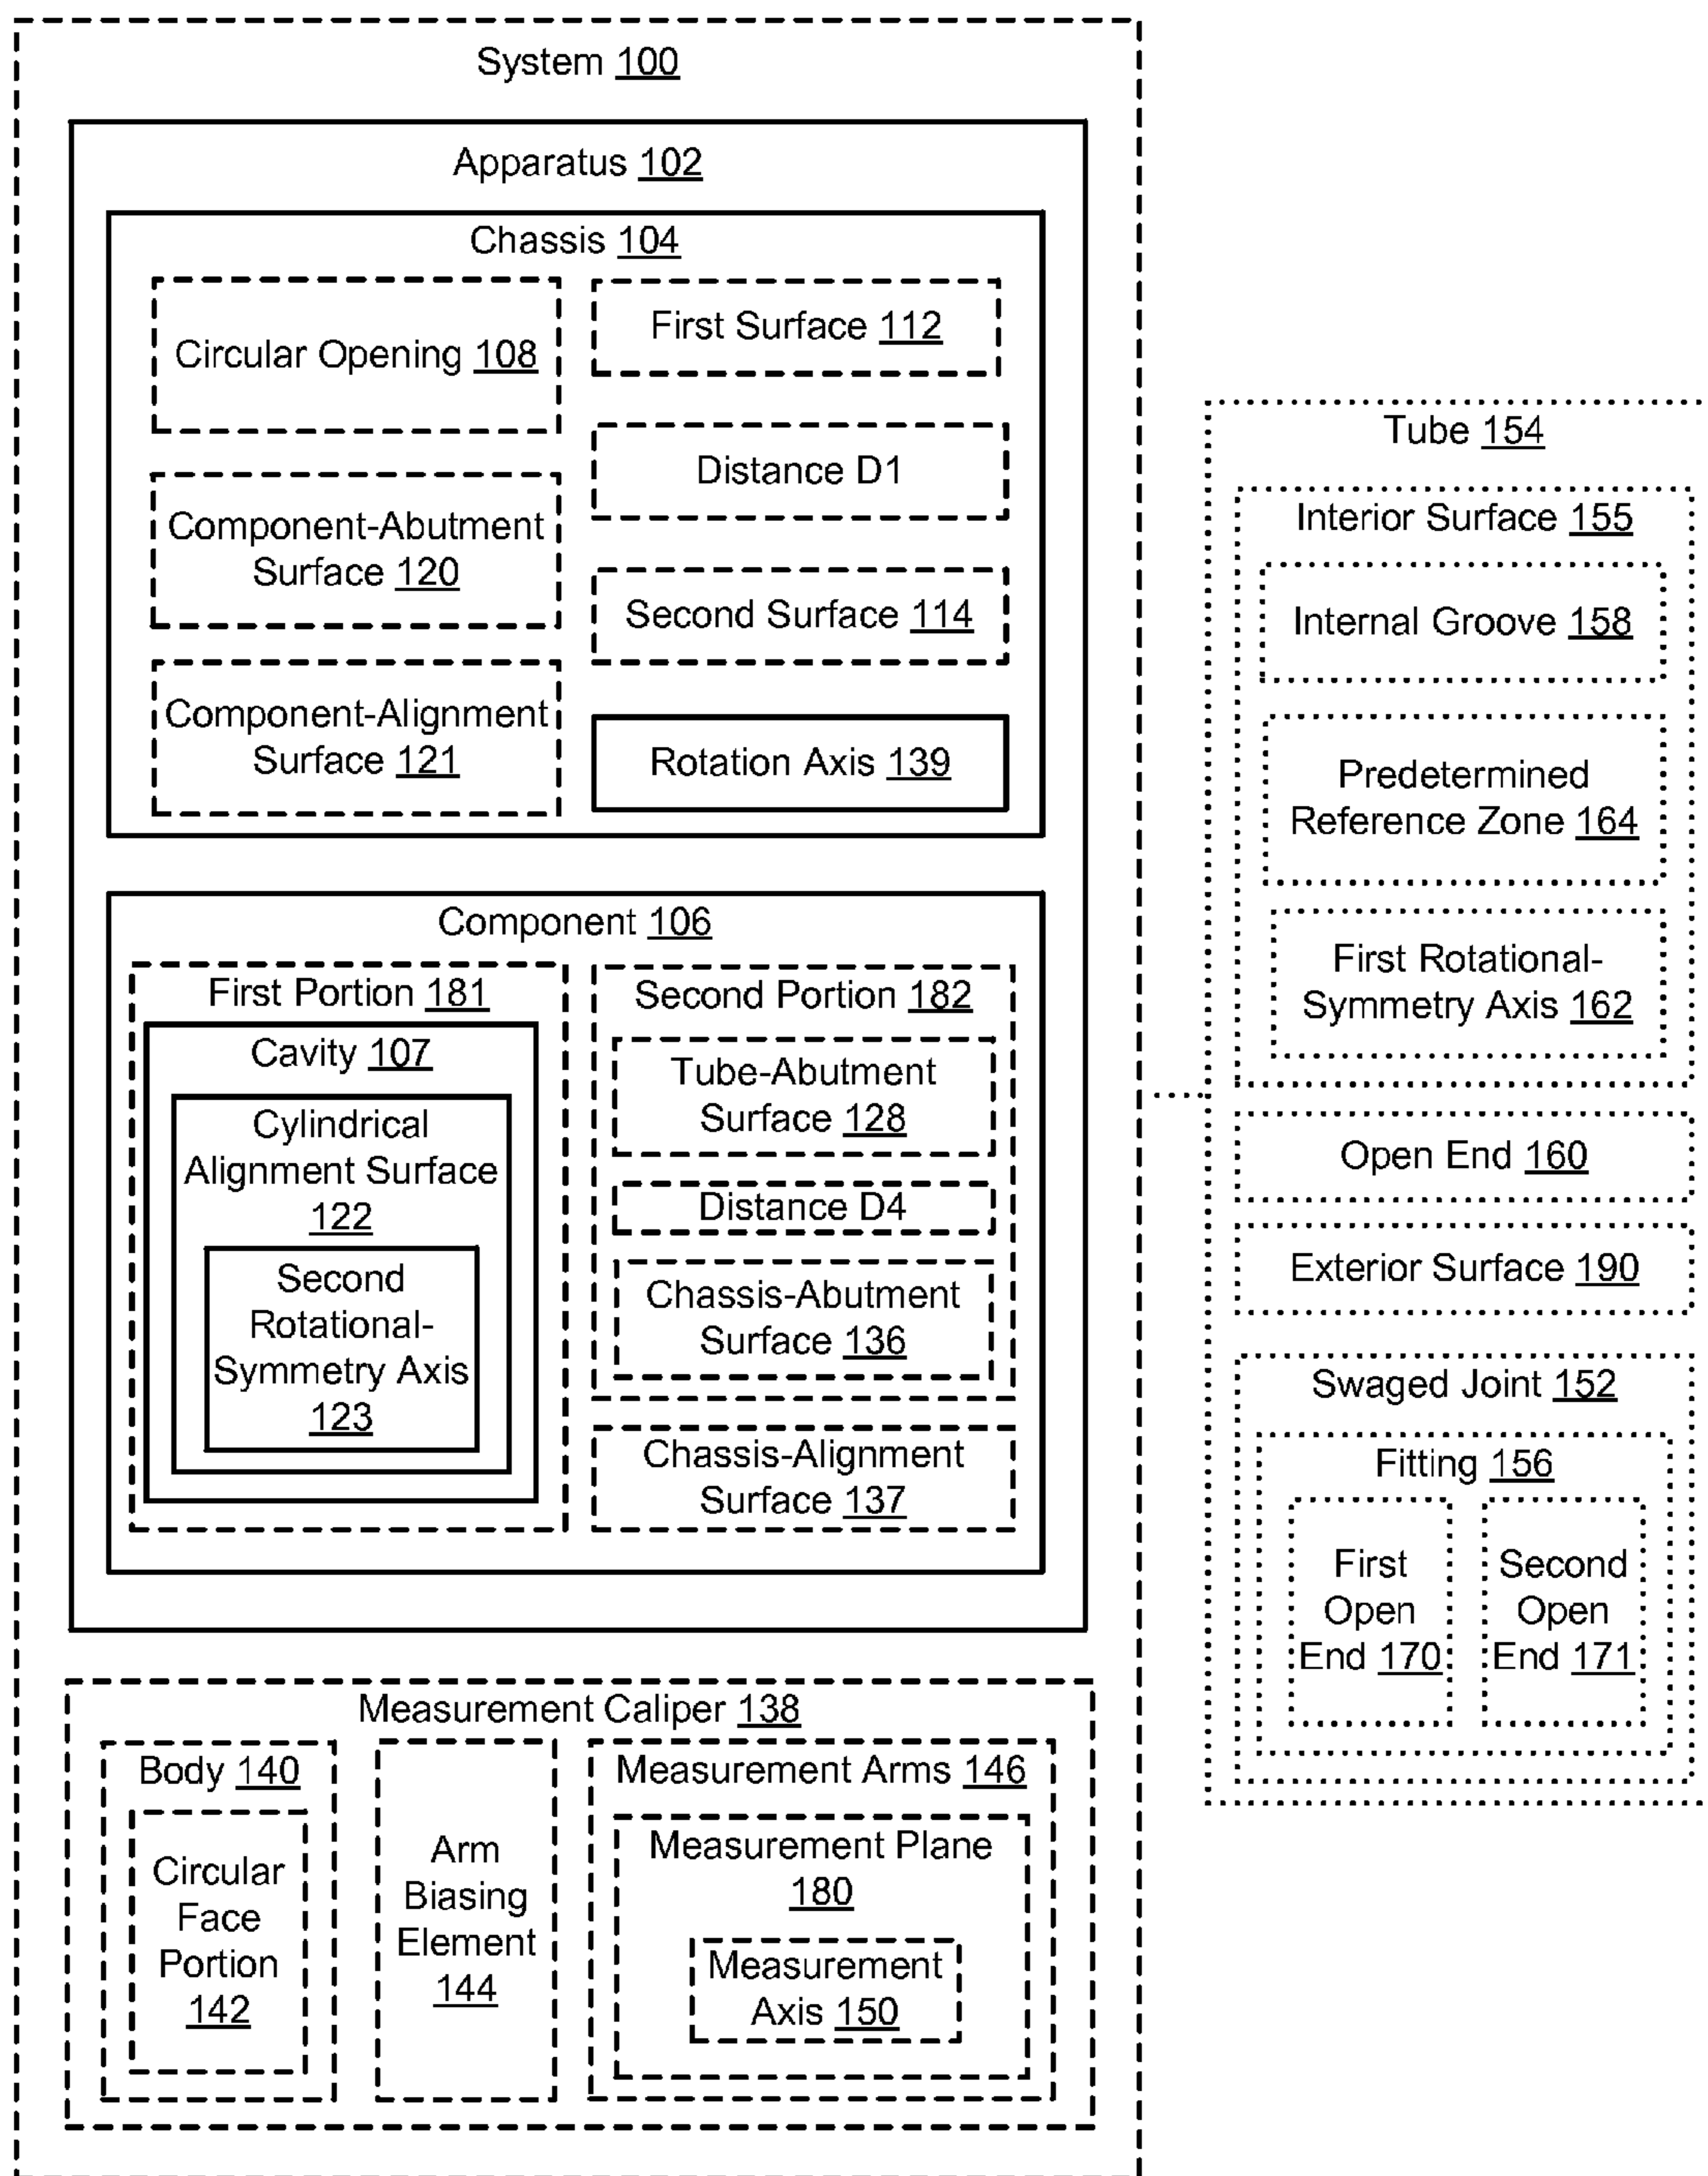 System 100
Apparatus 102
Chassis 104
Circular Opening 108
Component-Abutment
Surface 120
Component-Alignment
Surface 121
First Surface 112
Distance D1
Second Surface 114
Rotation Axis 139
Component 106
First Portion 181
Cavity 107
Cylindrical
Alignment Surface
122
Second
Rotational-
Symmetry Axis
123
Second Portion 182
Tube-Abutment
Surface 128
Distance D4
Chassis-Abutment
Surface 136
Chassis-Alignment
Surface 137
Measurement Caliper 138
Body 140
Circular
Face
Portion
142
Arm
Biasing
Element
144
Measurement Arms 146
Measurement Plane
180
Measurement
Axis 150
Tube 154
Interior Surface 155
Internal Groove 158
Predetermined
Reference Zone 164
First Rotational-
Symmetry Axis 162
Open End 160
Exterior Surface 190
Swaged Joint 152
Fitting 156
First
Open
End 170
Second
Open
End 171